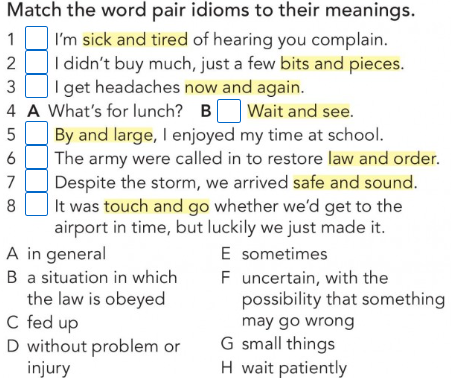 Match the word pair idioms to their meanings.
1 I'm sick and tired of hearing you complain.
2 I didn't buy much, just a few bits and pieces.
3 I get headaches now and again.
4 A What's for lunch? B Wait and see.
5 By and large, I enjoyed my time at school.
6 The army were called in to restore law and order.
7 Despite the storm, we arrived safe and sound.
8 It was touch and go whether we'd get to the
airport in time, but luckily we just made it.
A in general
B a situation in which
the law is obeyed
C fed up
D without problem or
injury
E sometimes
F uncertain, with the
possibility that something
may go wrong
G small things
H wait patiently